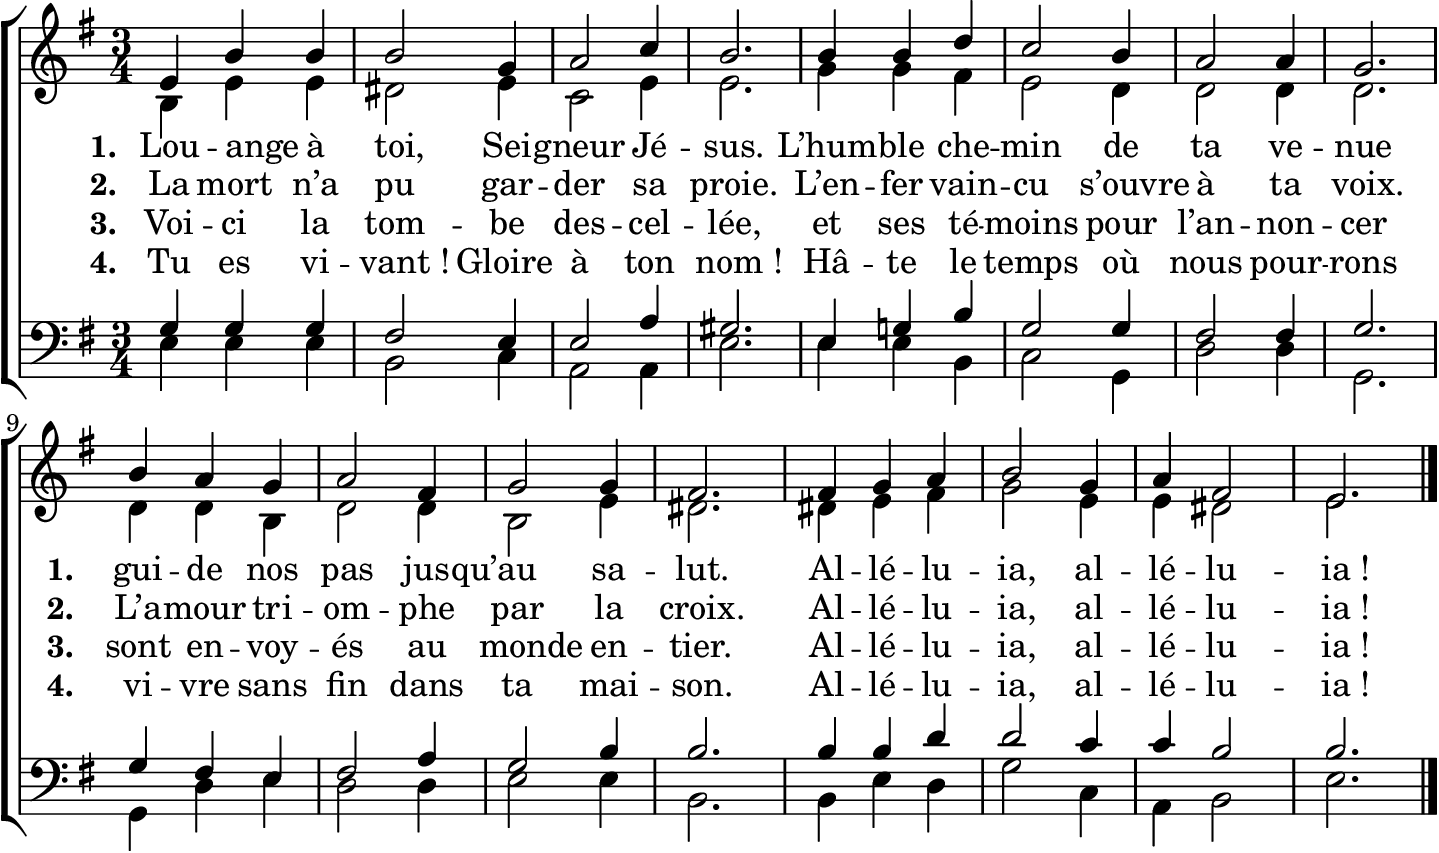 1. Lou -- ange à toi, Seigneur Jé -- sus. L’humble che -- min de ta ve -- nue
2. La mort n’a pu gar -- der sa proie. L’en -- fer vain -- cu s’ouvre à ta voix.
3. Voi -- ci la tom -- be des -- cel -- lée, et ses té -- moins pour l’an -- non -- cer
4. Tu es vi -- vant ! Gloire à ton nom ! Hâ -- te le temps où nous pour -- rons
9
1. gui -- de nos pas jusqu’au sa -- lut. Al -- lé -- lu -- ia, al -- lé -- lu -- ia !
2. L’amour tri -- om -- phe par la croix. Al -- lé -- lu -- ia, al -- lé -- lu -- ia !
3. sont en -- voy -- és au monde en -- tier. Al -- lé -- lu -- ia, al -- lé -- lu -- ia !
4. vi -- vre sans fin dans ta mai -- son. Al -- lé -- lu -- ia, al -- lé -- lu -- ia !